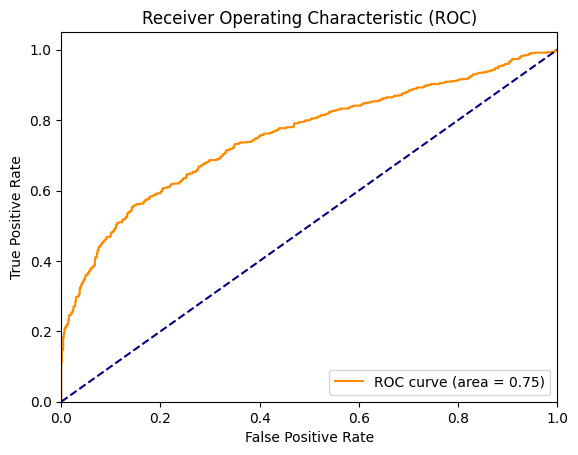 Receiver Operating Characteristic (ROC)
True Positive Rate
1.0
0.8
0.6
0.4
0.2
0.0
ROC curve (area = 0.75)
0.0 0.2 0.4 0.6 0.8 1.0
False Positive Rate